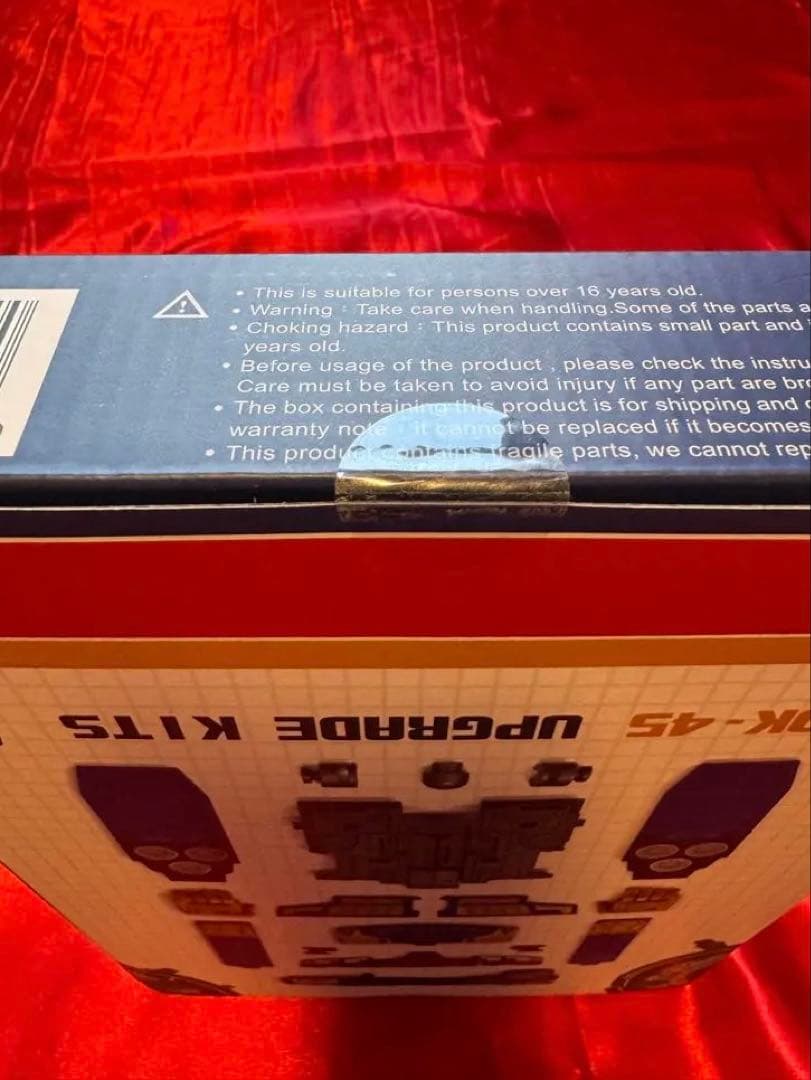 • This is suitable for persons over 16 years old.
• Warning : Take care when handling.Some of the parts a
• Choking hazard : This product contains small part and
years old.
• Before usage of the product , please check the instru
Care must be taken to avoid injury if any part are br
• The box containing this product is for shipping and
warranty note : it cannot be replaced if it becomes
• This product contains fragile parts, we cannot rep
DK-45 UPGRADE KITS